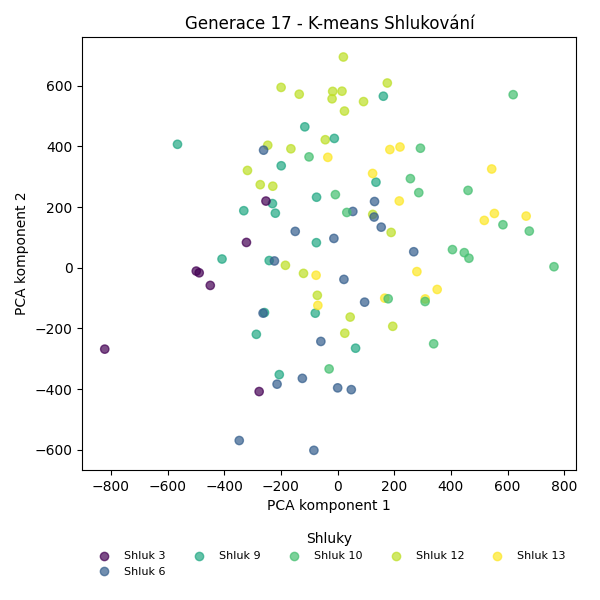 Generace 17 - K-means Shlukování
PCA komponent 2
600
400
200
0
−200
−400
−600
−800 −600 −400 −200 0 200 400 600 800
PCA komponent 1
Shluky
Shluk 3 Shluk 9 Shluk 10 Shluk 12 Shluk 13
Shluk 6